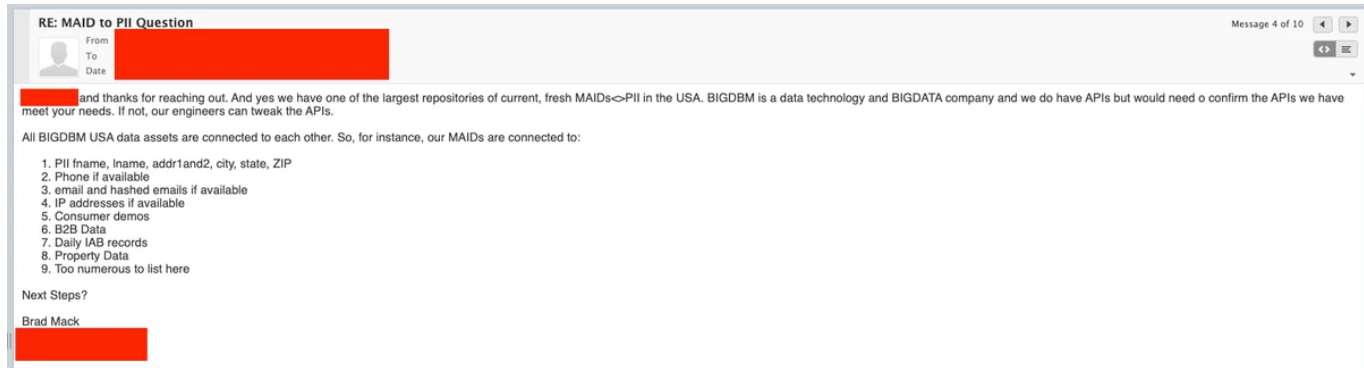 RE: MAID to PII Question
Message 4 of 10
From
To
Date
and thanks for reaching out. And yes we have one of the largest repositories of current, fresh MAIDs<>PII in the USA. BIGDBM is a data technology and BIGDATA company and we do have APIs but would need o confirm the APIs we have
meet your needs. If not, our engineers can tweak the APIs.
All BIGDBM USA data assets are connected to each other. So, for instance, our MAIDs are connected to:
1. PII fname, lname, addr1and2, city, state, ZIP
2. Phone if available
3. email and hashed emails if available
4. IP addresses if available
5. Consumer demos
6. B2B Data
7. Daily IAB records
8. Property Data
9. Too numerous to list here
Next Steps?
Brad Mack